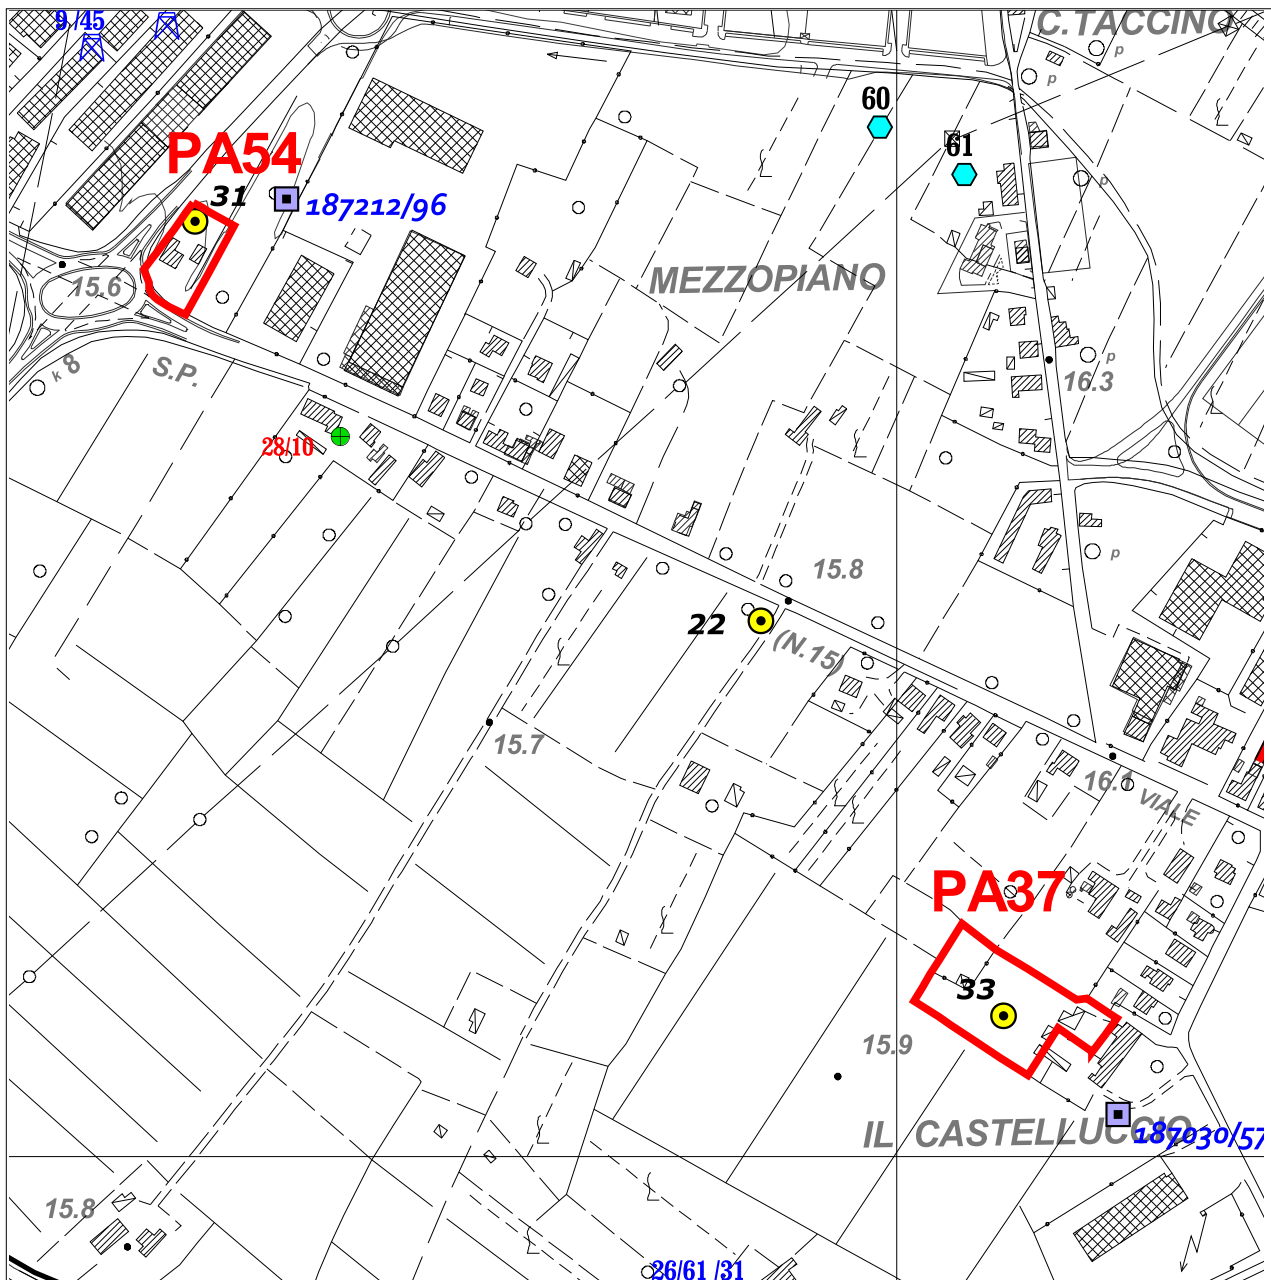 9 /45
C. TACCINO
p
p
60
PA54
61
31
p
187212/96
MEZZOPIANO
15.6
k 8
S.P.
p
16.3
28/10
15.8
p
22
(N.15)
15.7
16.1
VIALE
PA37
33
15.9
IL CASTELLUCCIO
187030/57
15.8
26/61 /31